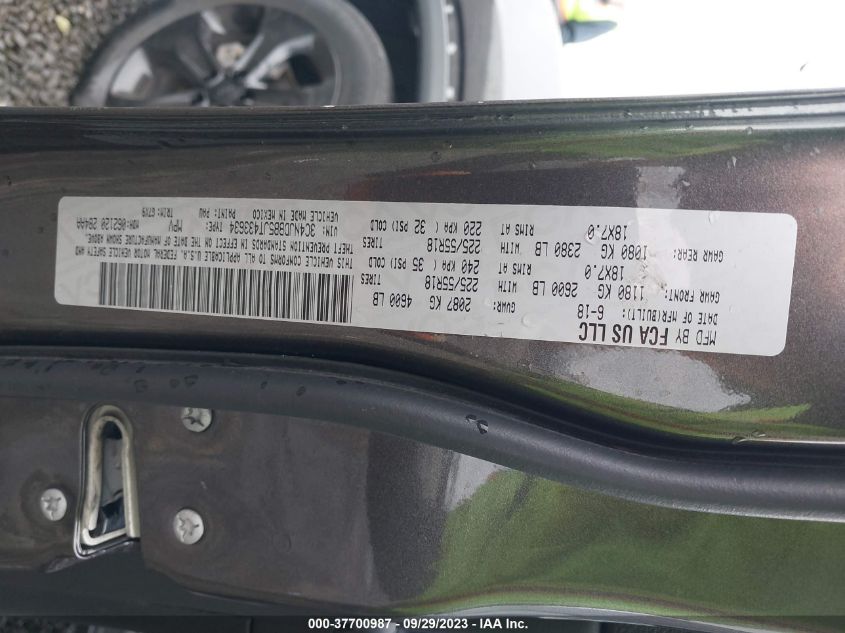 MFD BY FCA US LLC
DATE OF MFR(BUILT): 6-18 GVWR: 2087 KG 4600 LB
GAWR FRONT: 1180 KG 2600 LB WITH 225/55R18 TIRES
18X7.0 RIMS AT 240 KPA ( 35 PSI) COLD
GAWR REAR: 1080 KG 2380 LB WITH 225/55R18 TIRES
18X7.0 RIMS AT 220 KPA ( 32 PSI) COLD
THIS VEHICLE CONFORMS TO ALL APPLICABLE U.S.A. FEDERAL MOTOR VEHICLE SAFETY AND
THEFT PREVENTION STANDARDS IN EFFECT ON THE DATE OF MANUFACTURE SHOWN ABOVE.
VIN: 3C4NJDBB5JT433634 TYPE: MPV MDH: 062120 284AA
VEHICLE MADE IN MEXICO PAINT: PAU TRIM: G7X9
000-37700987 - 09/29/2023 - IAA Inc.